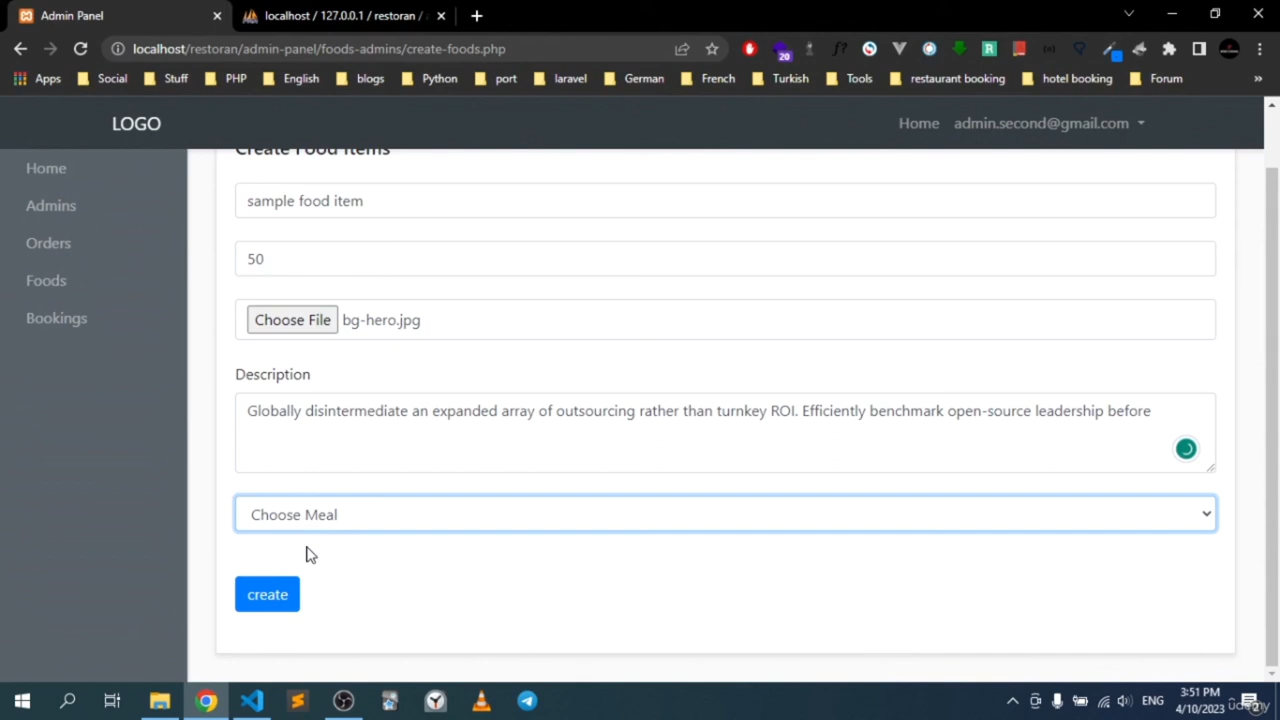 Admin Panel
localhost / 127.0.0.1 / restoran /
localhost/restoran/admin-panel/foods-admins/create-foods.php
20
Apps
Social
Stuff
PHP
English
blogs
Python
port
laravel
German
French
Turkish
Tools
restaurant booking
hotel booking
Forum
»
LOGO
Home
admin.second@gmail.com
Home
Admins
Orders
Foods
Bookings
Create Food Items
sample food item
50
Choose File bg-hero.jpg
Description
Globally disintermediate an expanded array of outsourcing rather than turnkey ROI. Efficiently benchmark open-source leadership before
Choose Meal
create
ENG
3:51 PM
4/10/2023